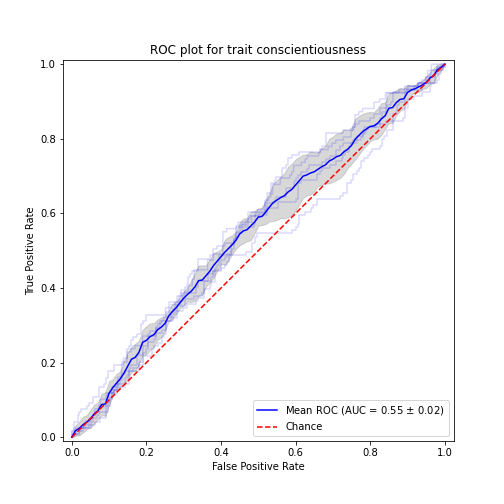 ROC plot for trait conscientiousness
True Positive Rate
1.0
0.8
0.6
0.4
0.2
0.0
0.0 0.2 0.4 0.6 0.8 1.0
False Positive Rate
Mean ROC (AUC = 0.55 ± 0.02)
Chance